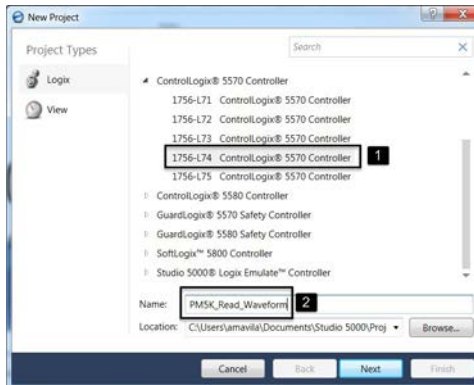 New Project
Project Types
Search
Logix
View
ControlLogix® 5570 Controller
1756-L71 ControlLogix® 5570 Controller
1756-L72 ControlLogix® 5570 Controller
1756-L73 ControlLogix® 5570 Controller
1756-L74 ControlLogix® 5570 Controller
1
1756-L75 ControlLogix® 5570 Controller
ControlLogix® 5580 Controller
GuardLogix® 5570 Safety Controller
GuardLogix® 5580 Safety Controller
SoftLogix™ 5800 Controller
Studio 5000® Logix Emulate™ Controller
Name: PM5K_Read_Waveform
2
Location: C:\Users\amavila\Documents\Studio 5000\Proj
Browse...
Cancel
Back
Next
Finish